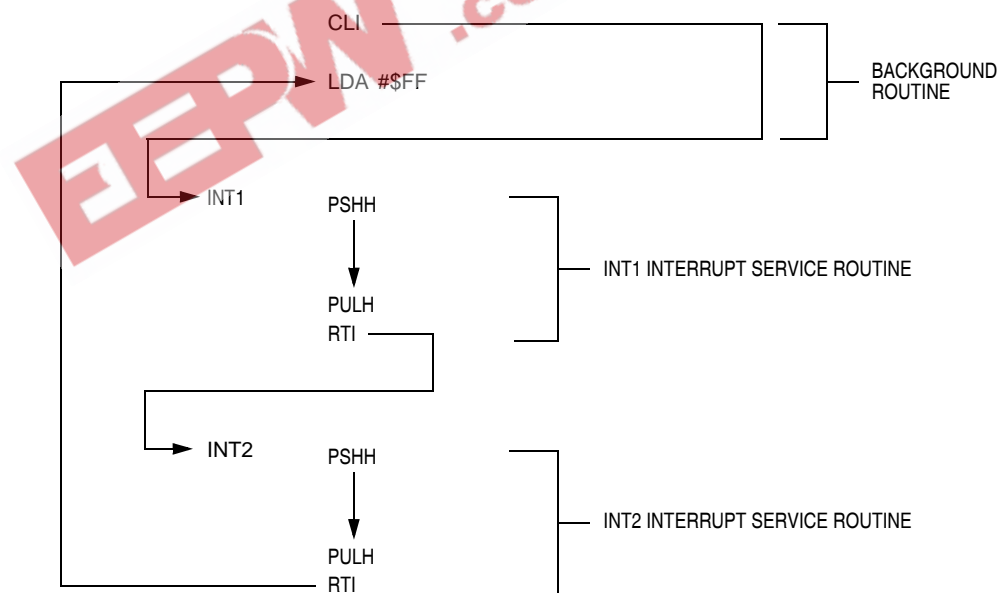 CLI
LDA #$FF
BACKGROUND
ROUTINE
INT1
PSHH
INT1 INTERRUPT SERVICE ROUTINE
PULH
RTI
INT2
PSHH
INT2 INTERRUPT SERVICE ROUTINE
PULH
RTI
EEPW